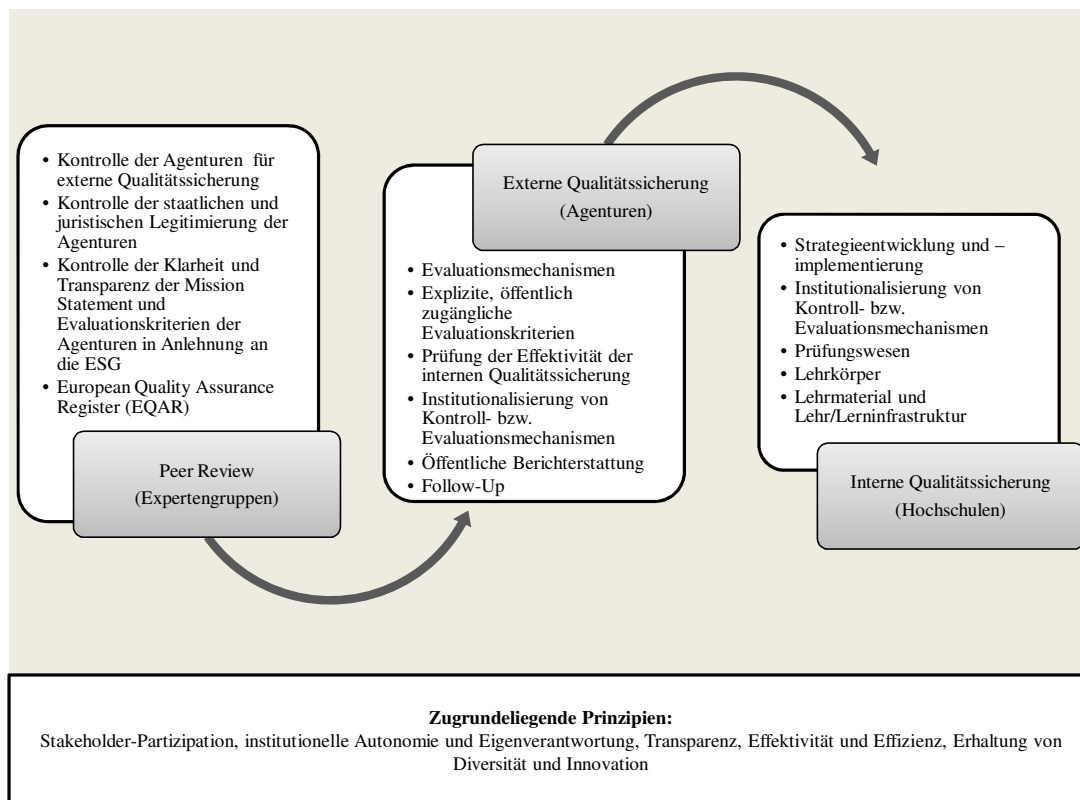 • Kontrolle der Agenturen für
externe Qualitätssicherung
• Kontrolle der staatlichen und
juristischen Legitimierung der
Agenturen
• Kontrolle der Klarheit und
Transparenz der Mission
Statement und
Evaluationskriterien der
Agenturen in Anlehnung an
die ESG
• European Quality Assurance
Register (EQAR)
Peer Review
(Expertengruppen)
Externe Qualitätssicherung
(Agenturen)
• Evaluationsmechanismen
• Explizite, öffentlich
zugängliche
Evaluationskriterien
• Prüfung der Effektivität der
internen Qualitätssicherung
• Institutionalisierung von
Kontroll- bzw.
Evaluationsmechanismen
• Öffentliche Berichterstattung
• Follow-Up
• Strategieentwicklung und –
implementierung
• Institutionalisierung von
Kontroll- bzw.
Evaluationsmechanismen
• Prüfungswesen
• Lehrkörper
• Lehrmaterial und
Lehr/Lerninfrastruktur
Interne Qualitätssicherung
(Hochschulen)
Zugrundeliegende Prinzipien:
Stakeholder-Partizipation, institutionelle Autonomie und Eigenverantwortung, Transparenz, Effektivität und Effizienz, Erhaltung von
Diversität und Innovation